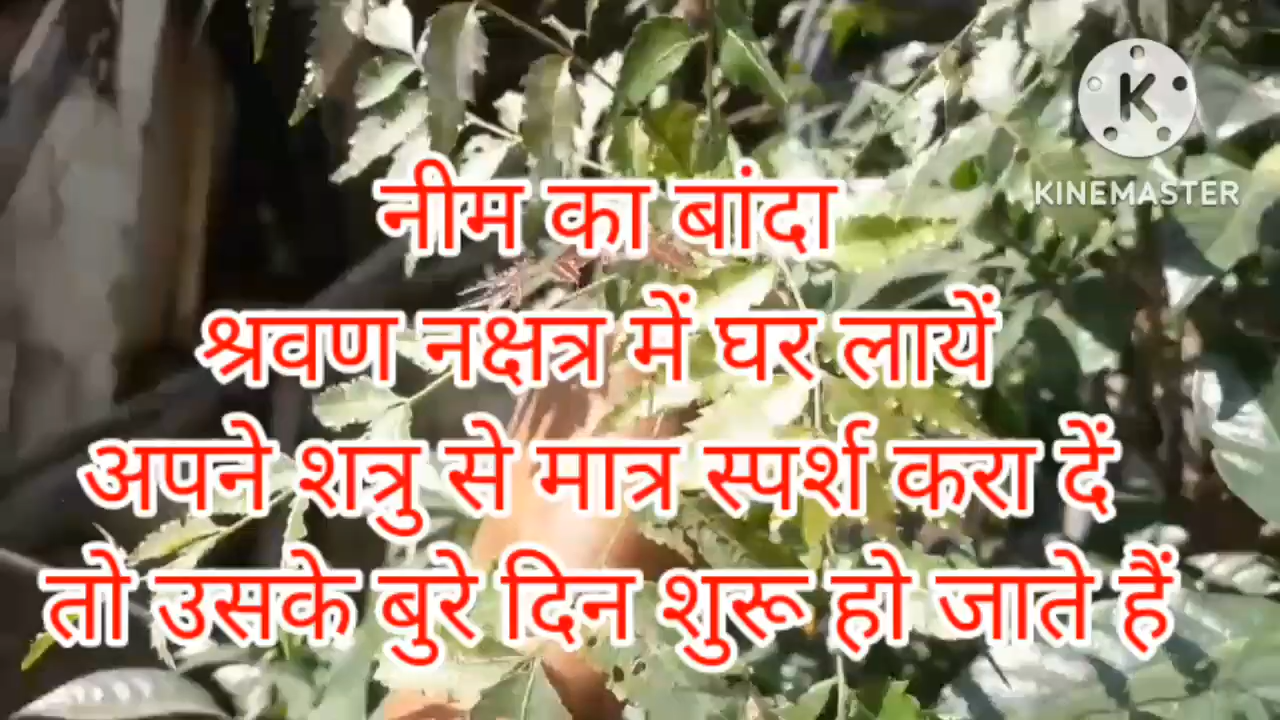 K
KINEMASTER
नीम का बांदा
श्रवण नक्षत्र में घर लायें
अपने शत्रु से मात्र स्पर्श करा दें
तो उसके बुरे दिन शुरू हो जाते हैं